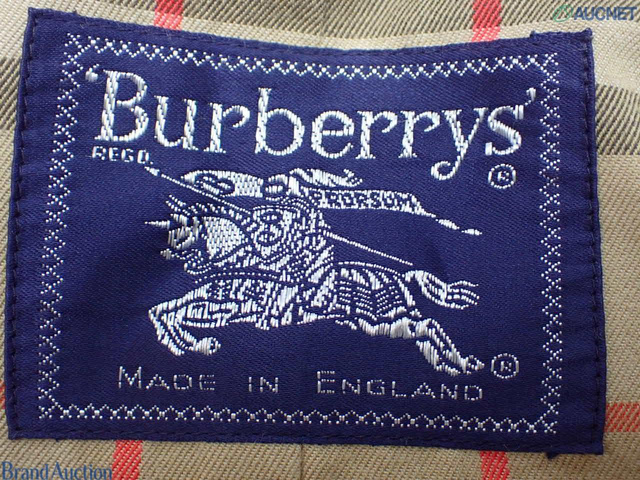 AUCNET
'Burberrys'
REGD.
®
PRORSUM
®
MADE IN ENGLAND
Brand Auction